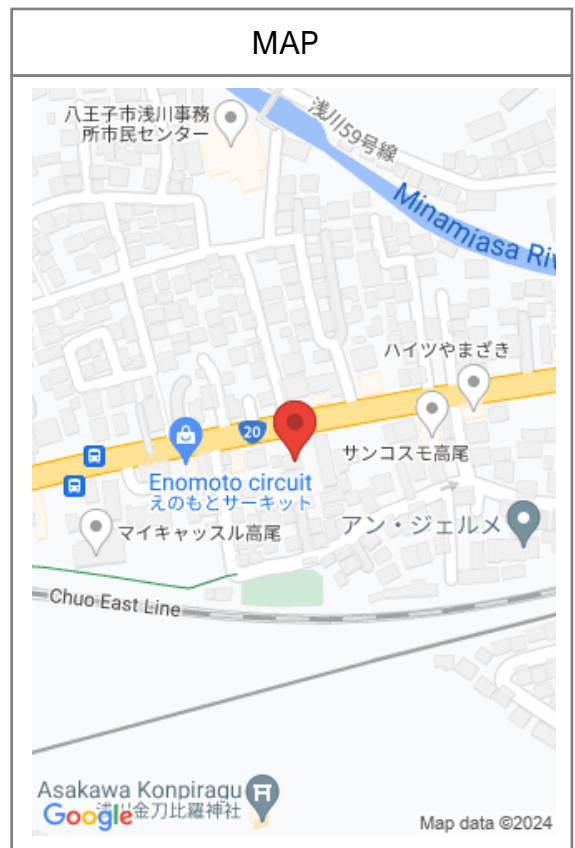 MAP
八王子市浅川事務
所市民センター
浅川59号線
Minamiasa Riv
ハイツやまざき
20
サンコスモ高尾
Enomoto circuit
えのもとサーキット
アン・ジェルメ
マイキャッスル高尾
Chuo East Line
Asakawa Konpiragu
浅川金刀比羅神社
Google
Map data ©2024